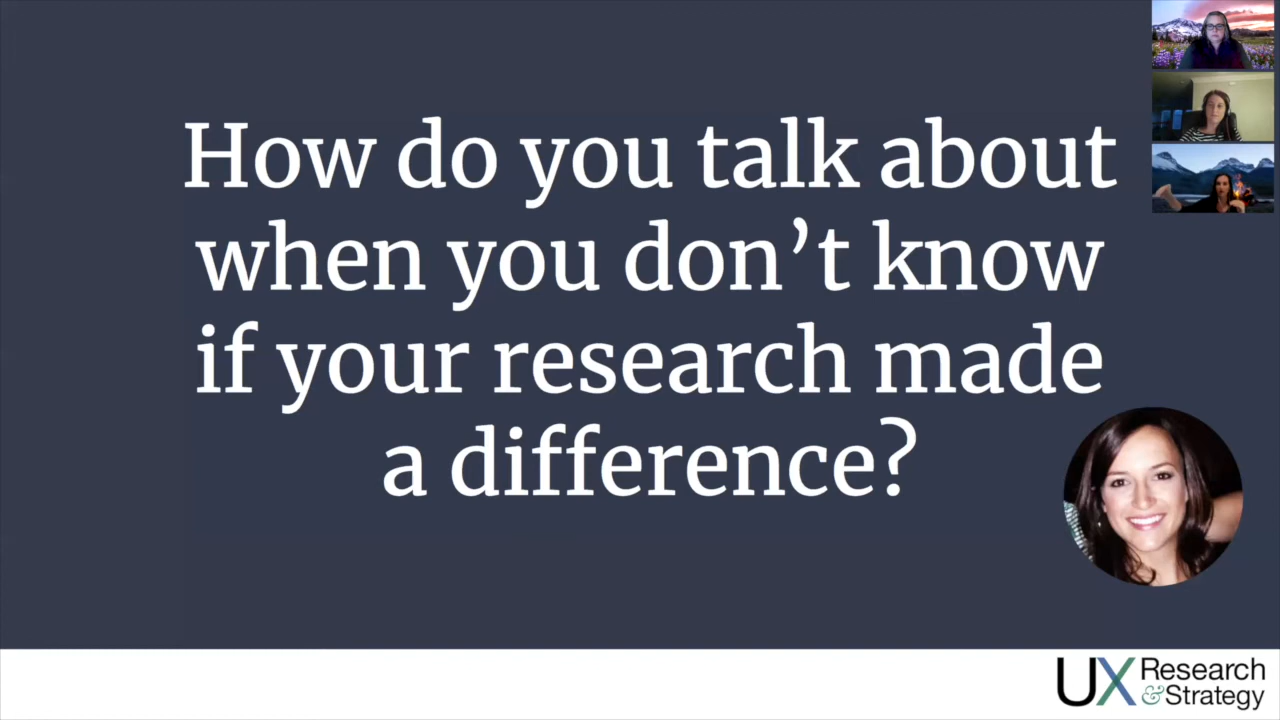 How do you talk about
when you don’t know
if your research made
a difference?
UX Research
& Strategy